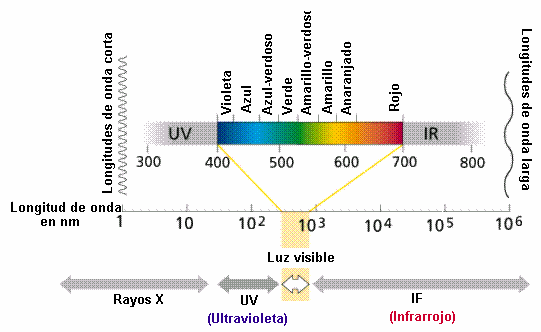 Longitudes de onda corta
Violeta
Azul
Azul-verdoso
Verde
Amarillo-verdoso
Amarillo
Anaranjado
Rojo
Longitudes
de onda larga
UV
IR
300 400 500 600 700 800
Longitud de onda
en nm
1 10 10² 10³ 10⁴ 10⁵ 10⁶
Luz visible
Rayos X
UV
(Ultravioleta)
IF
(Infrarrojo)